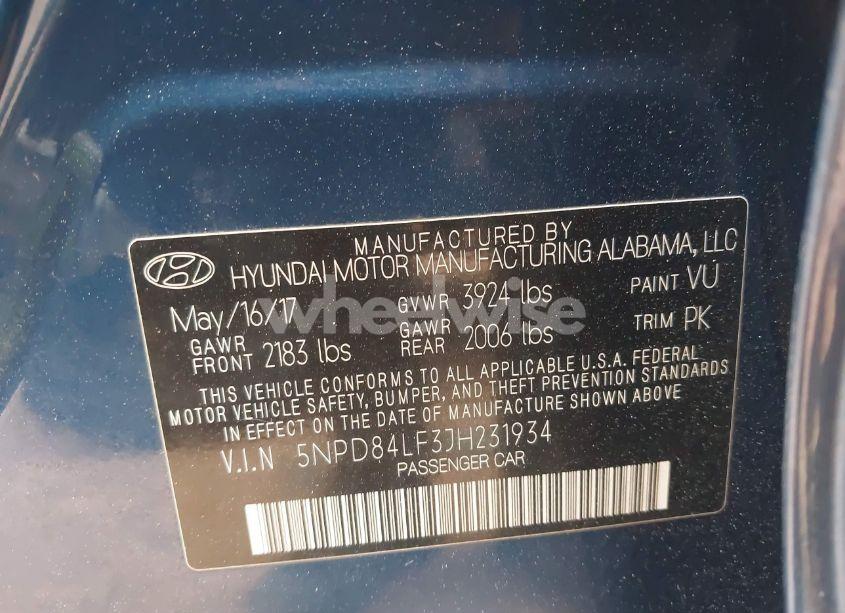 MANUFACTURED BY
HYUNDAI MOTOR MANUFACTURING ALABAMA, LLC
May/16/17 GVWR 3924 lbs PAINT VU
GAWR FRONT 2183 lbs GAWR REAR 2006 lbs TRIM PK
THIS VEHICLE CONFORMS TO ALL APPLICABLE U.S.A. FEDERAL
MOTOR VEHICLE SAFETY, BUMPER, AND THEFT PREVENTION STANDARDS
IN EFFECT ON THE DATE OF MANUFACTURE SHOWN ABOVE
V.I.N 5NPD84LF3JH231934
PASSENGER CAR
wheelwise